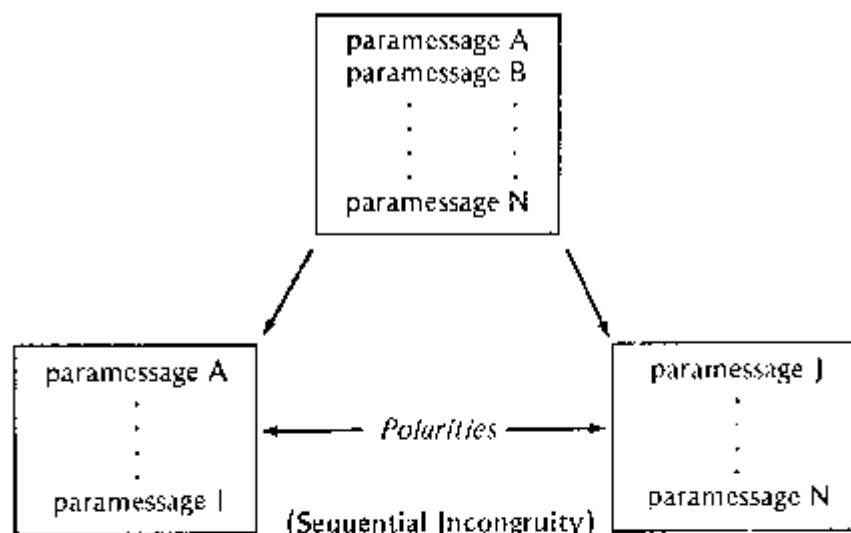 paramessage A
paramessage B
. .
. .
. .
. .
paramessage N
paramessage A
.
.
.
.
paramessage I
Polarities
paramessage J
.
.
.
.
paramessage N
(Sequential Incongruity)